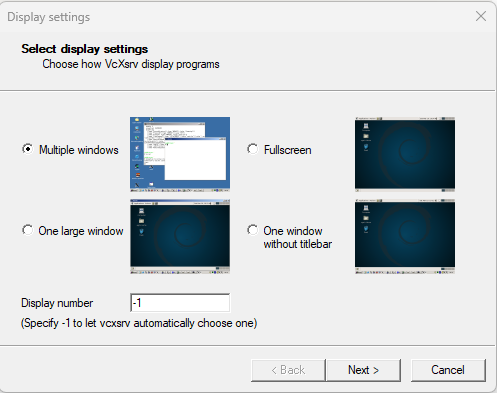 Display settings
Select display settings
Choose how VcXsrv display programs
Multiple windows
Fullscreen
One large window
One window
without titlebar
Display number
-1
(Specify -1 to let vcxsrv automatically choose one)
< Back
Next >
Cancel